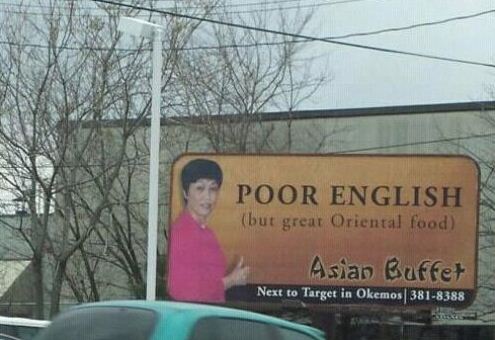 POOR ENGLISH
(but great Oriental food)
Asian Buffet
Next to Target in Okemos | 381-8388